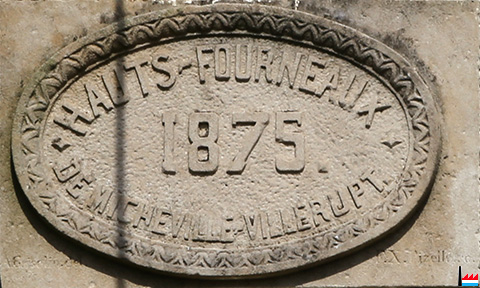 HAUTS-FOURNEAUX
1875.
DE MICHEVILLE-VILLERUPT.